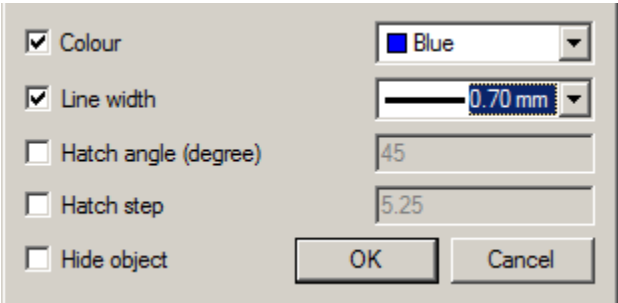 Colour Blue
Line width 0.70 mm
Hatch angle (degree) 45
Hatch step 5.25
Hide object OK Cancel